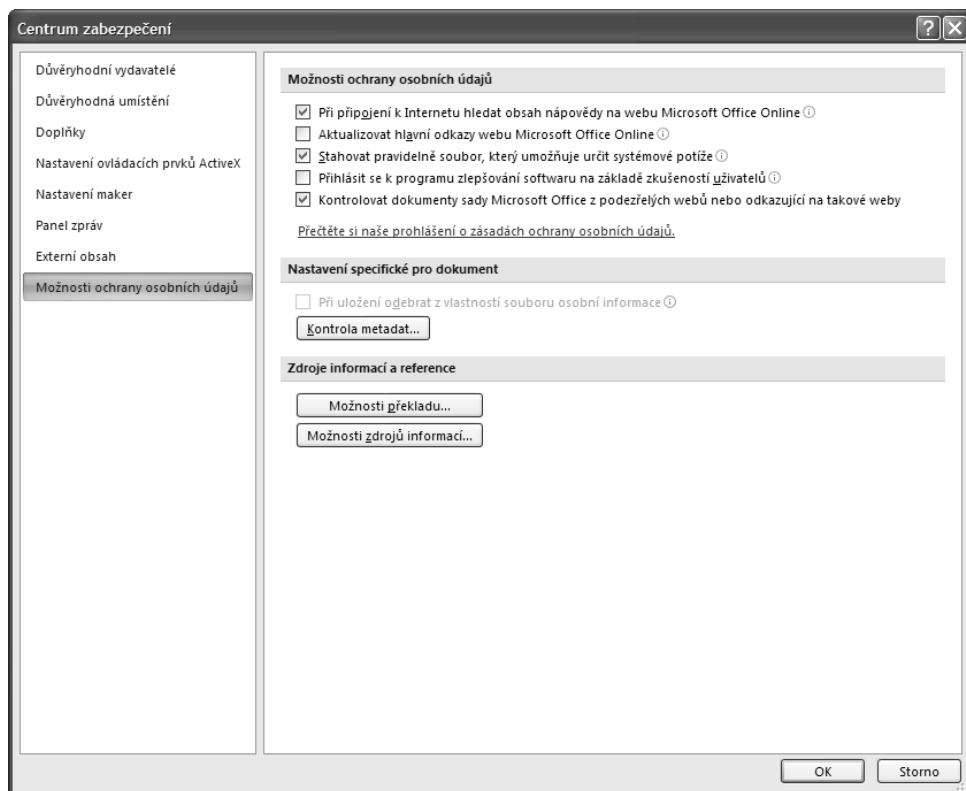 Centrum zabezpečení
Důvěryhodní vydavatelé
Důvěryhodná umístění
Doplňky
Nastavení ovládacích prvků ActiveX
Nastavení maker
Panel zpráv
Externí obsah
Možnosti ochrany osobních údajů
Možnosti ochrany osobních údajů
Při připojení k Internetu hledat obsah nápovědy na webu Microsoft Office Online
Aktualizovat hlavní odkazy webu Microsoft Office Online
Stahovat pravidelně soubor, který umožňuje určit systémové potíže
Přihlásit se k programu zlepšování softwaru na základě zkušeností uživatelů
Kontrolovat dokumenty sady Microsoft Office z podezřelých webů nebo odkazující na takové weby
Přečtěte si naše prohlášení o zásadách ochrany osobních údajů.
Nastavení specifické pro dokument
Při uložení odebrat z vlastností souboru osobní informace
Kontrola metadat...
Zdroje informací a reference
Možnosti překladu...
Možnosti zdrojů informací...
OK
Storno